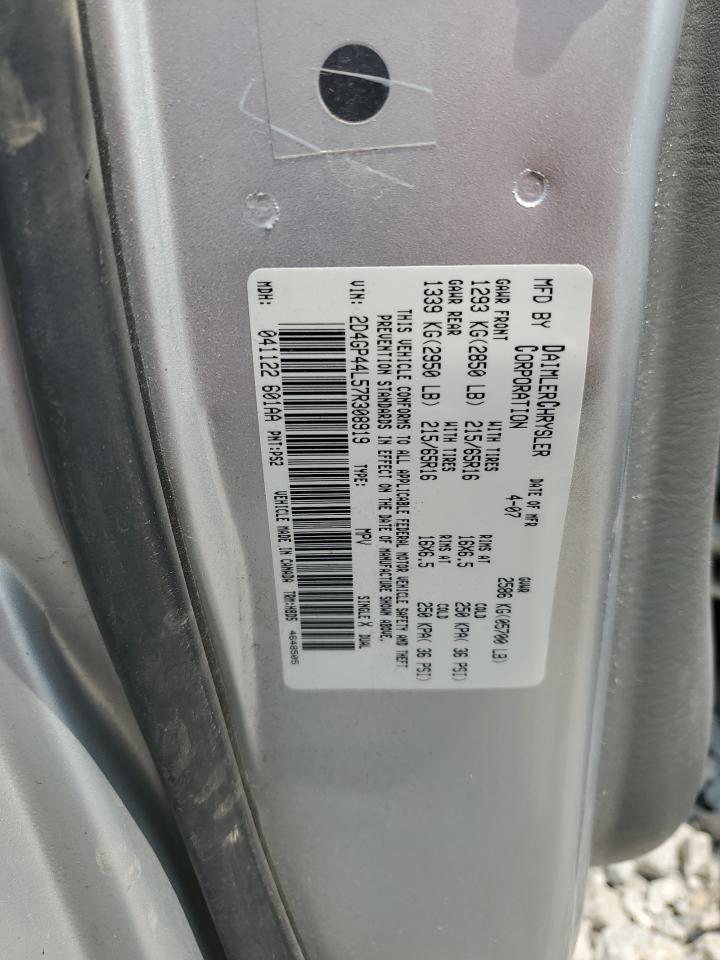 MFD BY DAIMLERCHRYSLER CORPORATION
DATE OF MFR 4-07
GVWR 2586 KG(05700 LB)
GAWR FRONT WITH TIRES RIMS AT COLD
1293 KG(2850 LB) 215/65R16 16X6.5 250 KPA( 36 PSI)
GAWR REAR WITH TIRES RIMS AT COLD
1339 KG(2950 LB) 215/65R16 16X6.5 250 KPA( 36 PSI)
THIS VEHICLE CONFORMS TO ALL APPLICABLE FEDERAL MOTOR VEHICLE SAFETY AND THEFT
PREVENTION STANDARDS IN EFFECT ON THE DATE OF MANUFACTURE SHOWN ABOVE.
VIN: 2D4GP44L57R308919 TYPE: MPV SINGLE X DUAL
MDH: 041122 601AA PNT:PS2 VEHICLE MADE IN CANADA TRM:HBD5 4648505